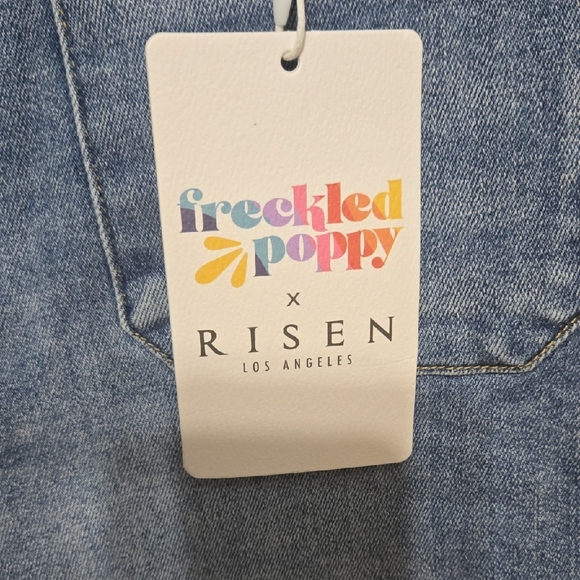 freckled
poppy
x
RISEN
LOS ANGELES